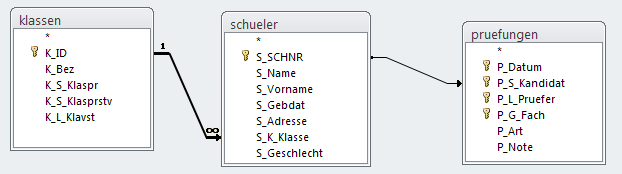 klassen
*
K_ID
K_Bez
K_S_Klaspr
K_S_Klasprstv
K_L_Klavst
1
∞
schueler
*
S_SCHNR
S_Name
S_Vorname
S_Gebdat
S_Adresse
S_K_Klasse
S_Geschlecht
pruefungen
*
P_Datum
P_S_Kandidat
P_L_Pruefer
P_G_Fach
P_Art
P_Note